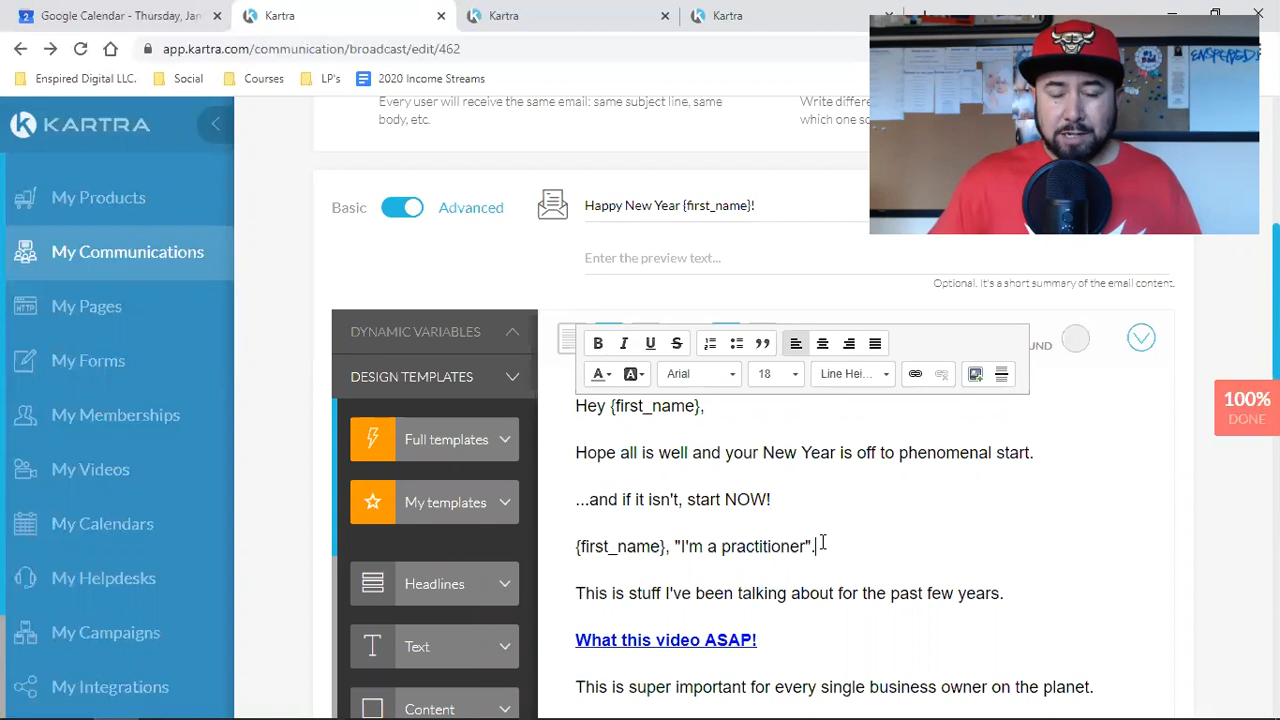 Google Calendar - Thursday, Jan
Kartra
Kartra
Kartra
app.kartra.com/communication/broadcast/edit/462
Enspired Digital LLC.
Social
Courses
LP's
2020 Income Streams
KARTRA
My Products
My Communications
My Pages
My Forms
My Memberships
My Videos
My Calendars
My Helpdesks
My Campaigns
My Integrations
Every user will receive the same email: same subject line, same
body, etc.
Write differe
which one sc
Basic
Advanced
Happy New Year {first_name}!
Enter the preview text...
Optional. It's a short summary of the email content.
DYNAMIC VARIABLES
DESIGN TEMPLATES
Full templates
My templates
Headlines
Text
Content
B I U S
UND
A A Arial 18 Line Hei...
Hey {first_name},
Hope all is well and your New Year is off to phenomenal start.
...and if it isn't, start NOW!
{first_name}, "I'm a practitioner".
This is stuff I've been talking about for the past few years.
What this video ASAP!
This is super important for every single business owner on the planet.
100%
DONE